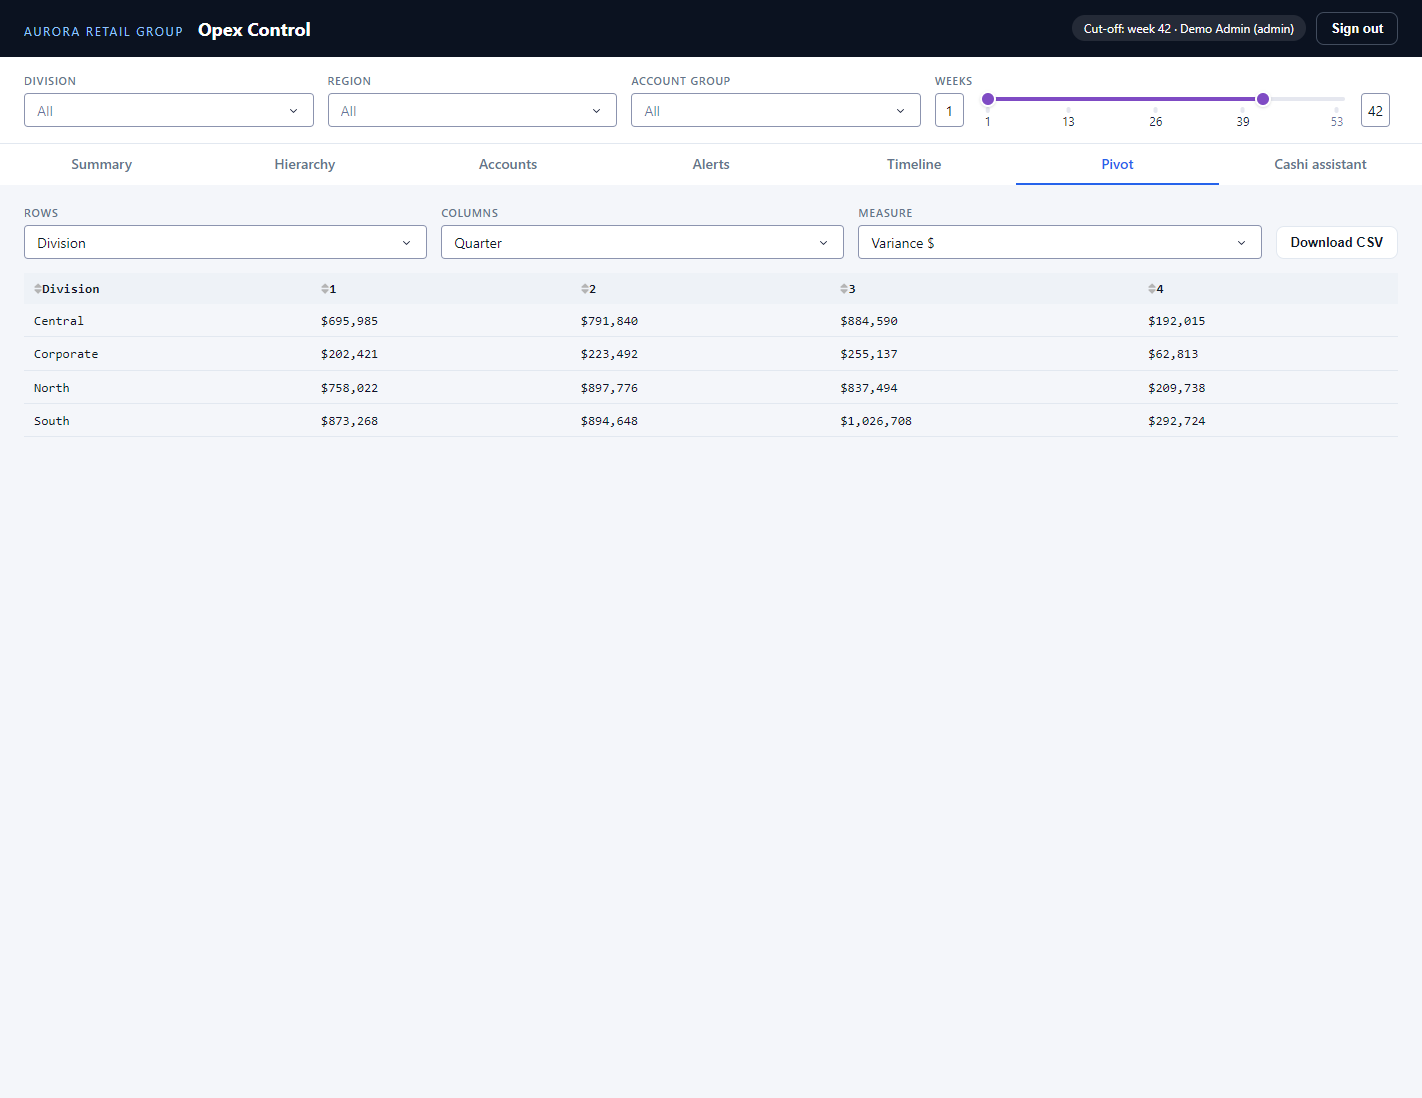 AURORA RETAIL GROUP Opex Control Cut-off: week 42 · Demo Admin (admin) Sign out
DIVISION REGION ACCOUNT GROUP WEEKS
All All All 1 42
1 13 26 39 53
Summary Hierarchy Accounts Alerts Timeline Pivot Cashi assistant
ROWS COLUMNS MEASURE
Division Quarter Variance $ Download CSV
Division 1 2 3 4
Central $695,985 $791,840 $884,590 $192,015
Corporate $202,421 $223,492 $255,137 $62,813
North $758,022 $897,776 $837,494 $209,738
South $873,268 $894,648 $1,026,708 $292,724